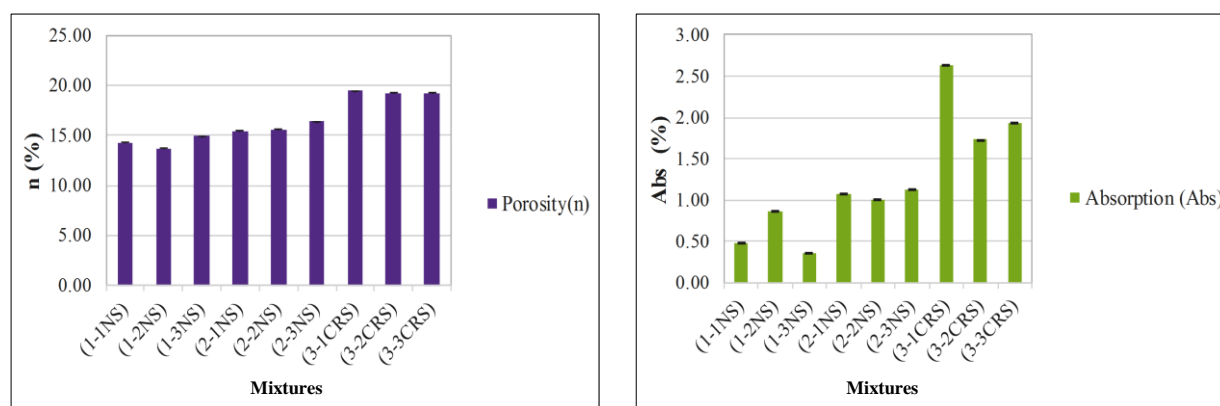 25.00
20.00
15.00
10.00
5.00
0.00
n (%)
(1-1NS)
(1-2NS)
(1-3NS)
(2-1NS)
(2-2NS)
(2-3NS)
(3-1CRS)
(3-2CRS)
(3-3CRS)
Mixtures
Porosity(n)
3.00
2.50
2.00
1.50
1.00
0.50
0.00
Abs (%)
(1-1NS)
(1-2NS)
(1-3NS)
(2-1NS)
(2-2NS)
(2-3NS)
(3-1CRS)
(3-2CRS)
(3-3CRS)
Mixtures
Absorption (Abs)